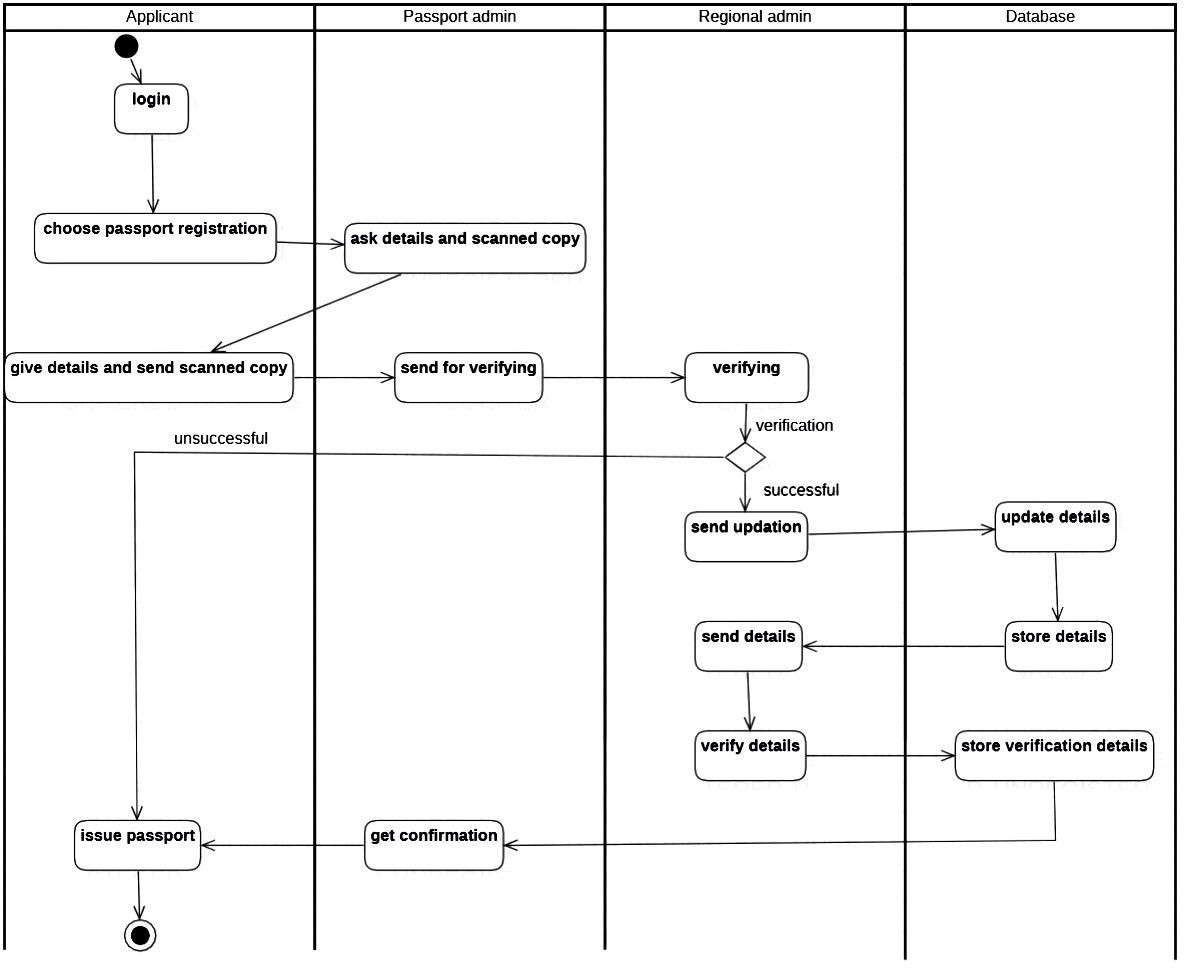 Applicant
Passport admin
Regional admin
Database
login
choose passport registration
ask details and scanned copy
give details and send scanned copy
send for verifying
verifying
verification
unsuccessful
successful
send updation
update details
send details
store details
verify details
store verification details
issue passport
get confirmation